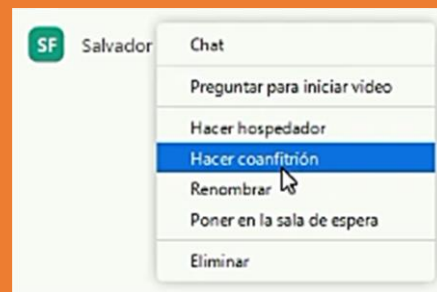 SF Salvador
Chat
Preguntar para iniciar video
Hacer hospedador
Hacer coanfitrión
Renombrar
Poner en la sala de espera
Eliminar